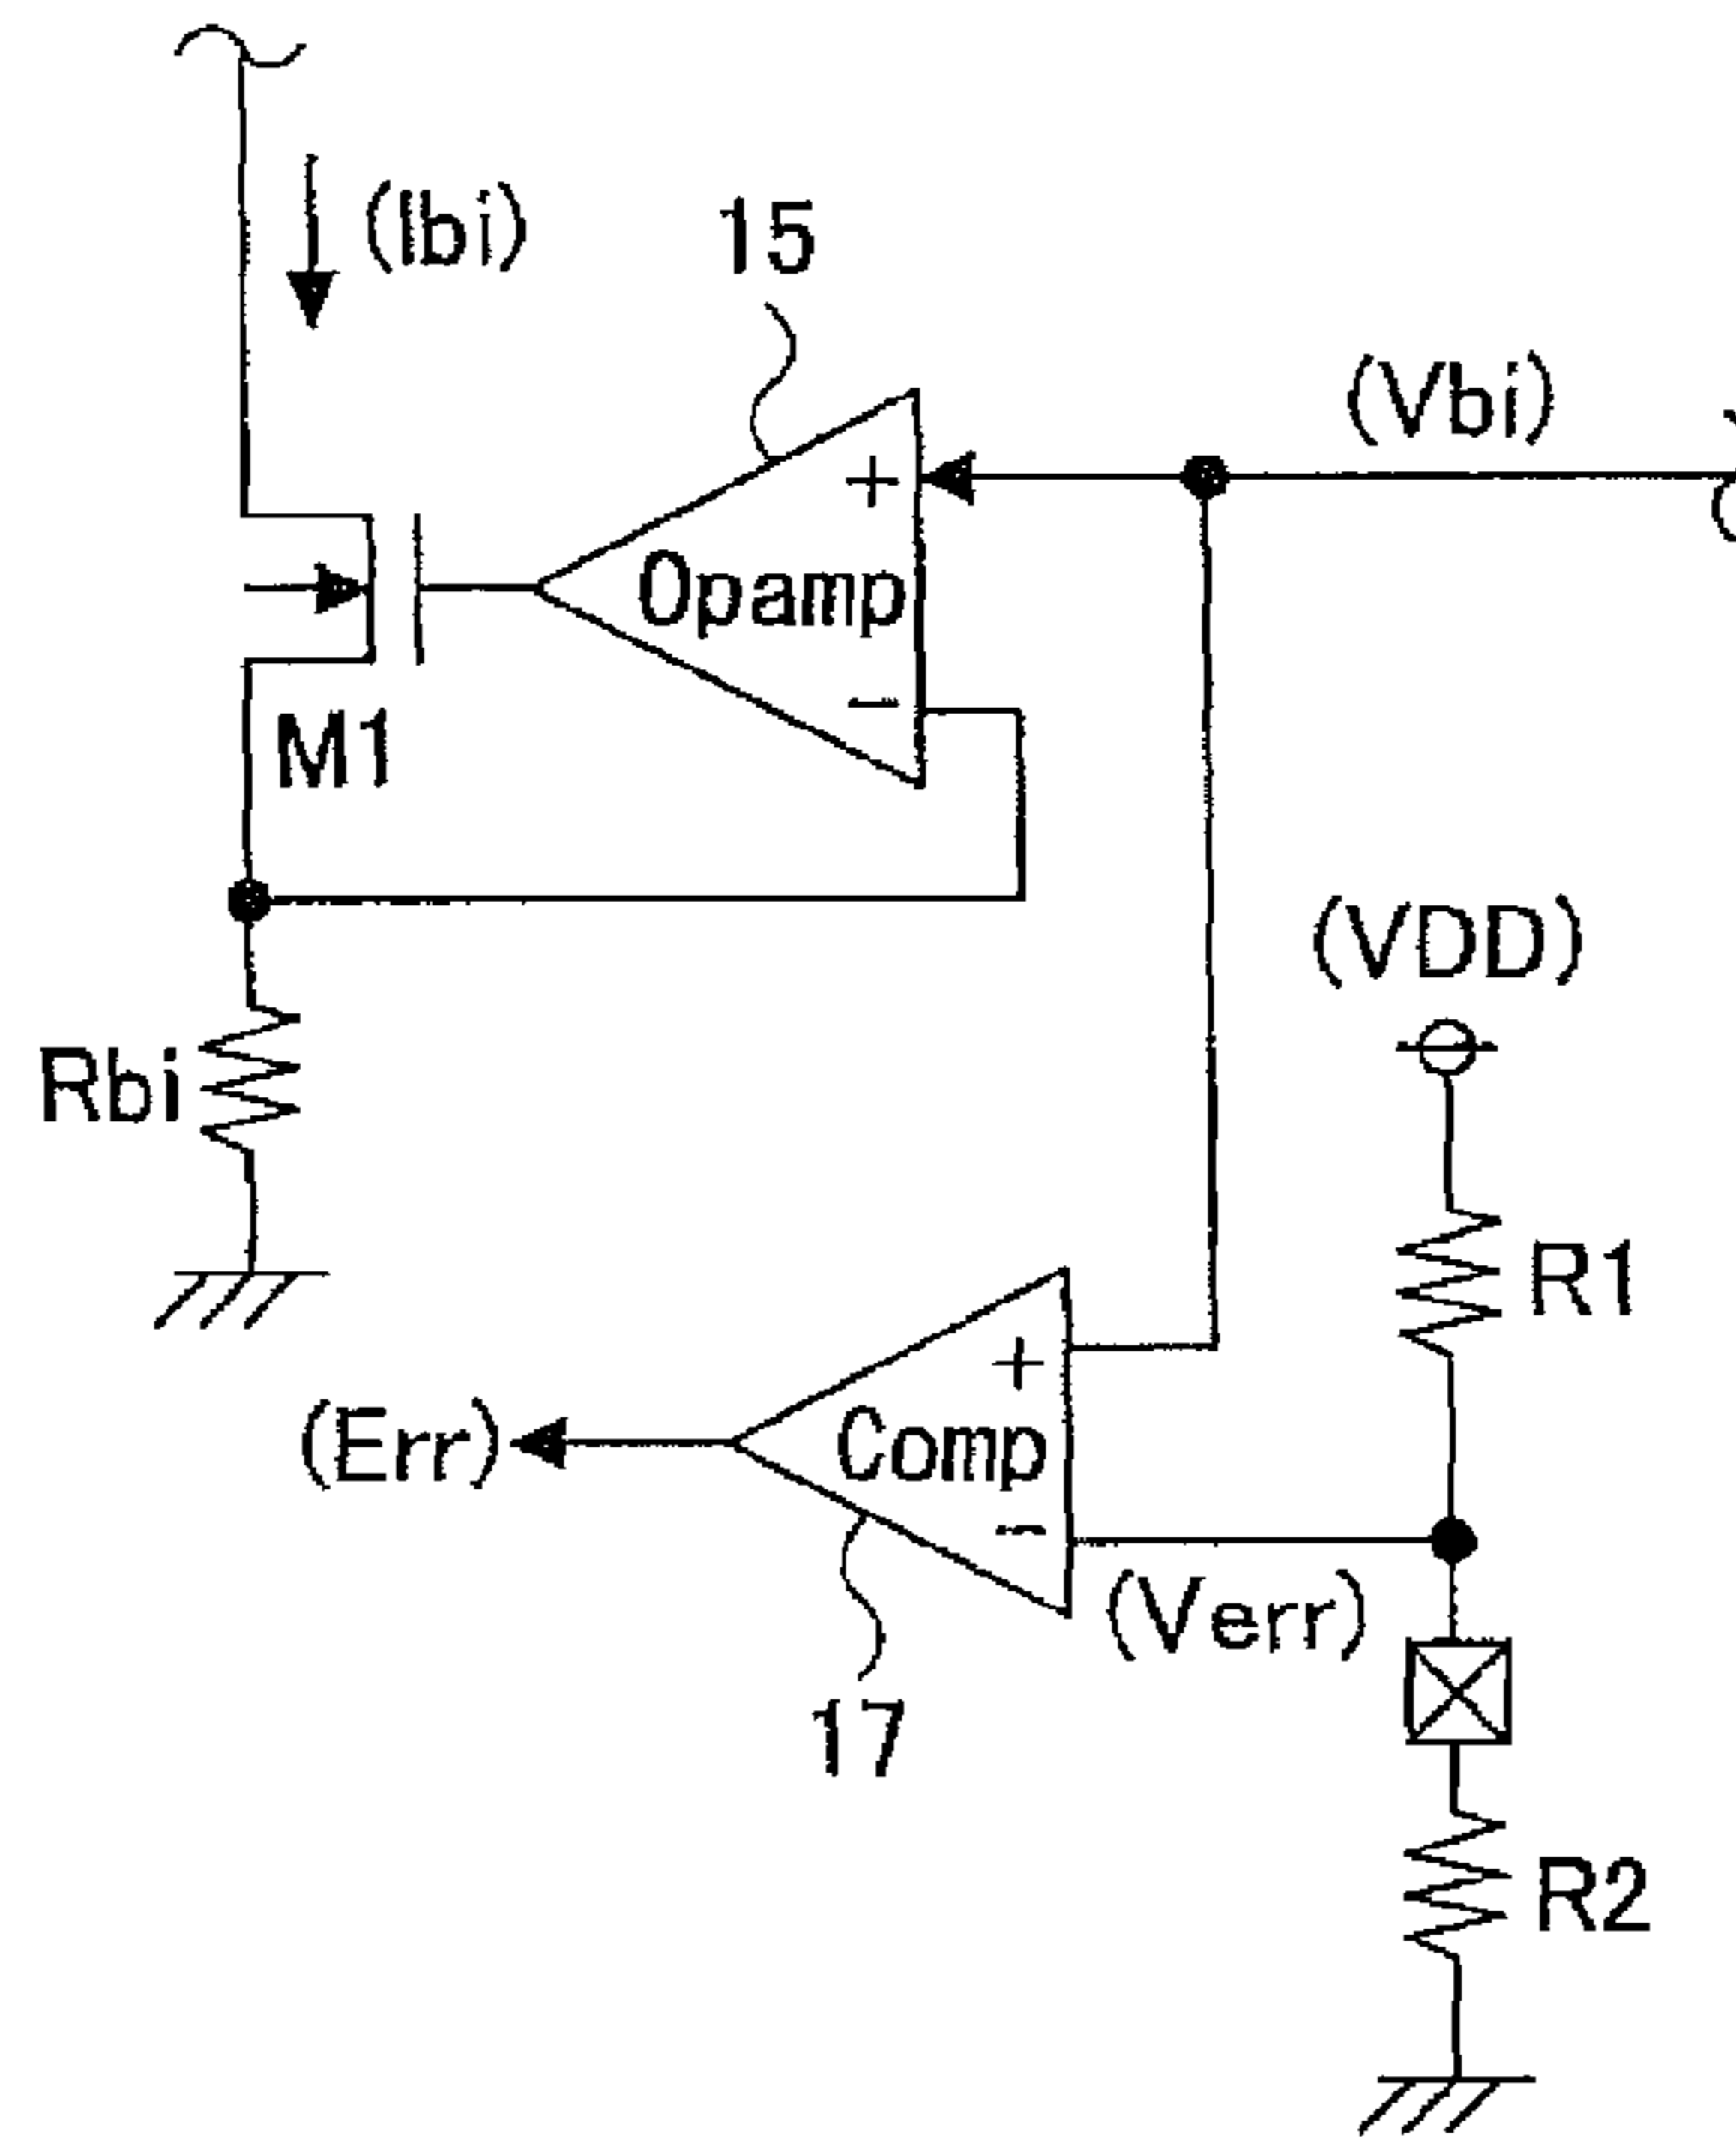 (Ibi)
15
(Vbi)
+
Opamp
−
M1
(VDD)
Rbi
R1
+
(Err)
Comp
−
(Verr)
17
R2